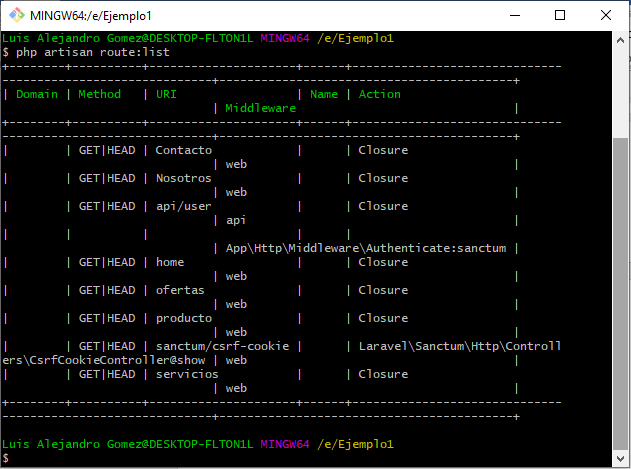 MINGW64:/e/Ejemplo1
Luis Alejandro Gomez@DESKTOP-FLTON1L MINGW64 /e/Ejemplo1
$ php artisan route:list
+--------+----------+---------------------+------+------------------------------
------------------------------+------------------------------------------+
| Domain | Method   | URI                 | Name | Action
                              | Middleware                               |
+--------+----------+---------------------+------+------------------------------
------------------------------+------------------------------------------+
|        | GET|HEAD | Contacto            |      | Closure
                              | web                                      |
|        | GET|HEAD | Nosotros            |      | Closure
                              | web                                      |
|        | GET|HEAD | api/user            |      | Closure
                              | api                                      |
|        |          |                     |      |
                              | App\Http\Middleware\Authenticate:sanctum |
|        | GET|HEAD | home                |      | Closure
                              | web                                      |
|        | GET|HEAD | ofertas             |      | Closure
                              | web                                      |
|        | GET|HEAD | producto            |      | Closure
                              | web                                      |
|        | GET|HEAD | sanctum/csrf-cookie |      | Laravel\Sanctum\Http\Controll
ers\CsrfCookieController@show | web                                      |
|        | GET|HEAD | servicios           |      | Closure
                              | web                                      |
+--------+----------+---------------------+------+------------------------------
------------------------------+------------------------------------------+
Luis Alejandro Gomez@DESKTOP-FLTON1L MINGW64 /e/Ejemplo1
$